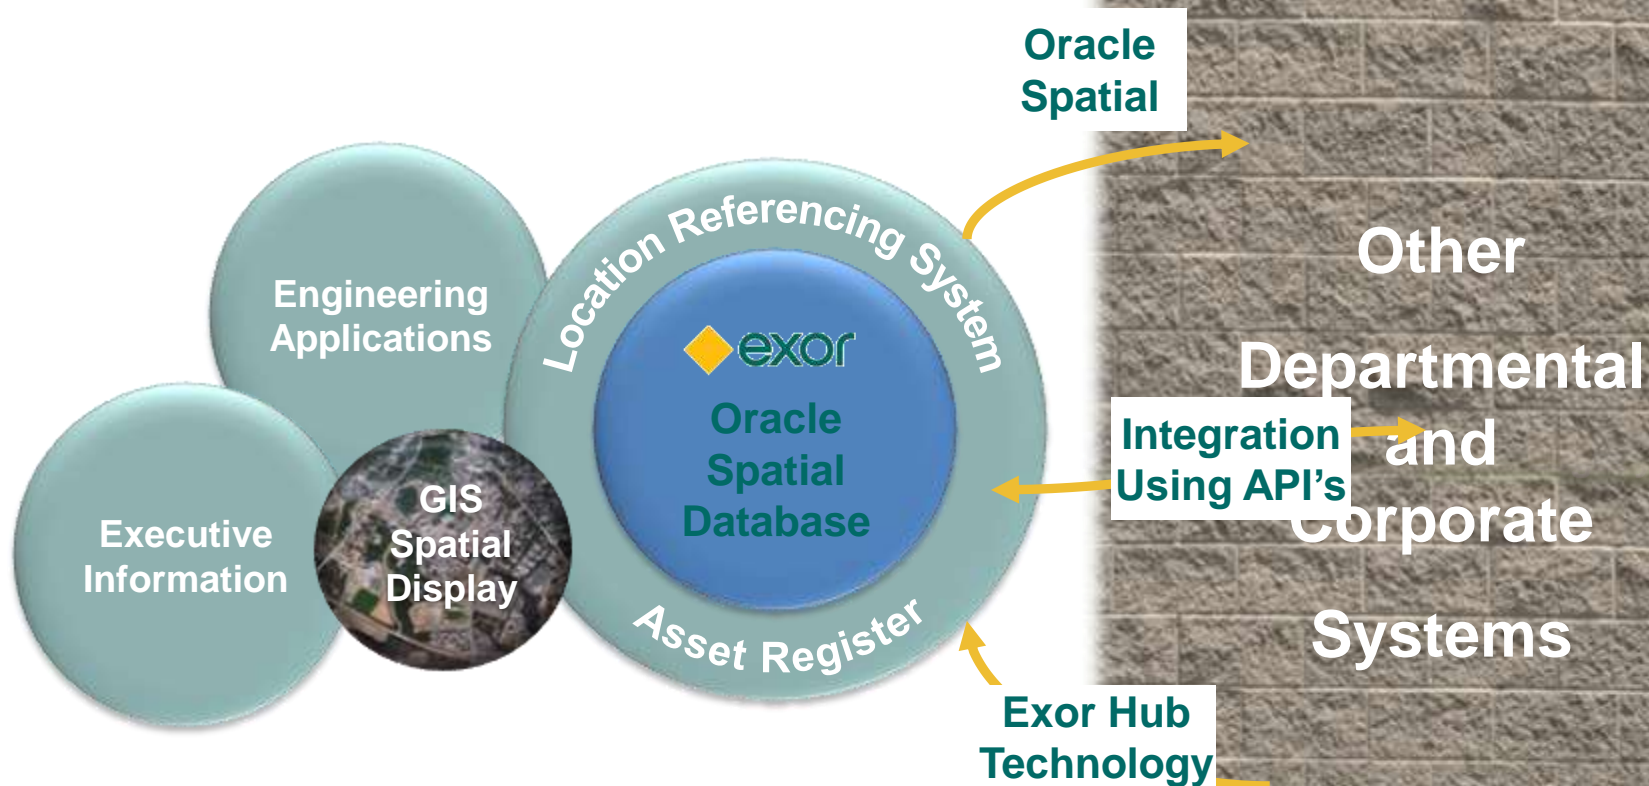 Oracle
Spatial
Location Referencing System
Engineering
Applications
exor
Oracle
Spatial
Database
Executive
Information
GIS
Spatial
Display
Asset Register
Integration
Using API's
Exor Hub
Technology
Other
Departmental
and
Corporate
Systems